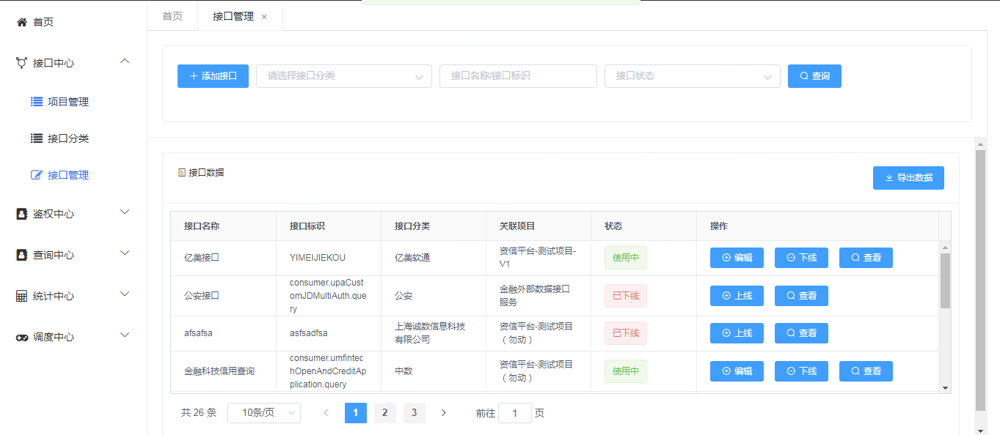 首页
接口中心
项目管理
接口分类
接口管理
鉴权中心
查询中心
统计中心
调度中心
首页
接口管理 ×
+ 添加接口
请选择接口分类
接口名称/接口标识
接口状态
查询
接口数据
导出数据
接口名称 接口标识 接口分类 关联项目 状态 操作
亿美接口 YIMEIJIEKOU 亿美软通 资信平台-测试项目-
V1
使用中 编辑 下线 查看
公安接口
consumer.upaCust
omJDMultiAuth.que
ry
公安
金融外部数据接口
服务
已下线 上线 查看
afsafsa asfsadfsa
上海诚数信息科技
有限公司
资信平台-测试项目
（勿动）
已下线 上线 查看
金融科技信用查询
consumer.umfintec
hOpenAndCreditAp
plication.query
中数
资信平台-测试项目
（勿动）
使用中 编辑 下线 查看
共 26 条 10条/页 < 1 2 3 > 前往 1 页